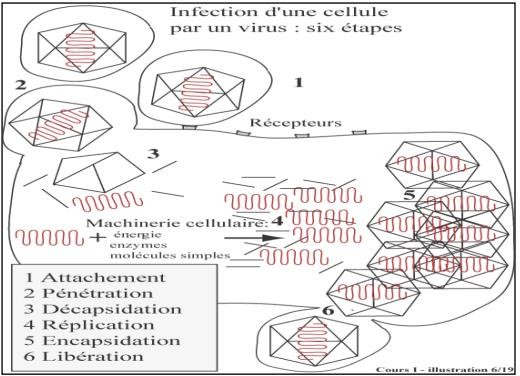 Infection d'une cellule
par un virus : six étapes
1
2
Récepteurs
3
5
Machinerie cellulaire: 4
+ énergie
enzymes
molécules simples
1 Attachement
2 Pénétration
3 Décapsidation
4 Réplication
5 Encapsidation
6 Libération
6
Cours I - illustration 6/19